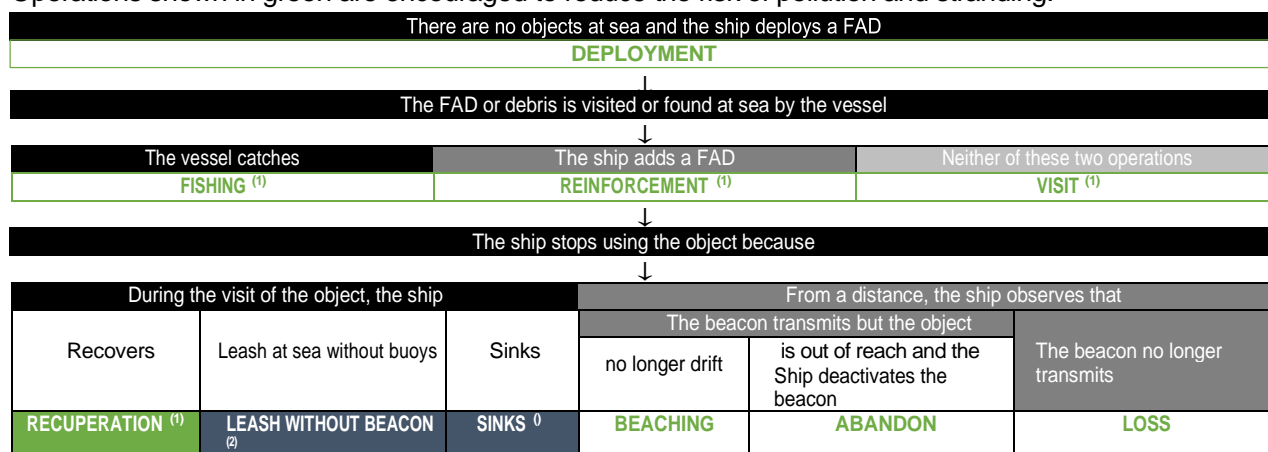 Operations shown in green are encouraged to reduce the risk of pollution and stranding.
There are no objects at sea and the ship deploys a FAD
DEPLOYMENT
↓
The FAD or debris is visited or found at sea by the vessel
↓
The vessel catches
The ship adds a FAD
Neither of these two operations
FISHING (1)
REINFORCEMENT (1)
VISIT (1)
↓
The ship stops using the object because
↓
During the visit of the object, the ship
From a distance, the ship observes that
The beacon transmits but the object
Recovers
Leash at sea without buoys
Sinks
no longer drift
is out of reach and the
Ship deactivates the
beacon
The beacon no longer
transmits
RECUPERATION (1)
LEASH WITHOUT BEACON
(2)
SINKS ()
BEACHING
ABANDON
LOSS